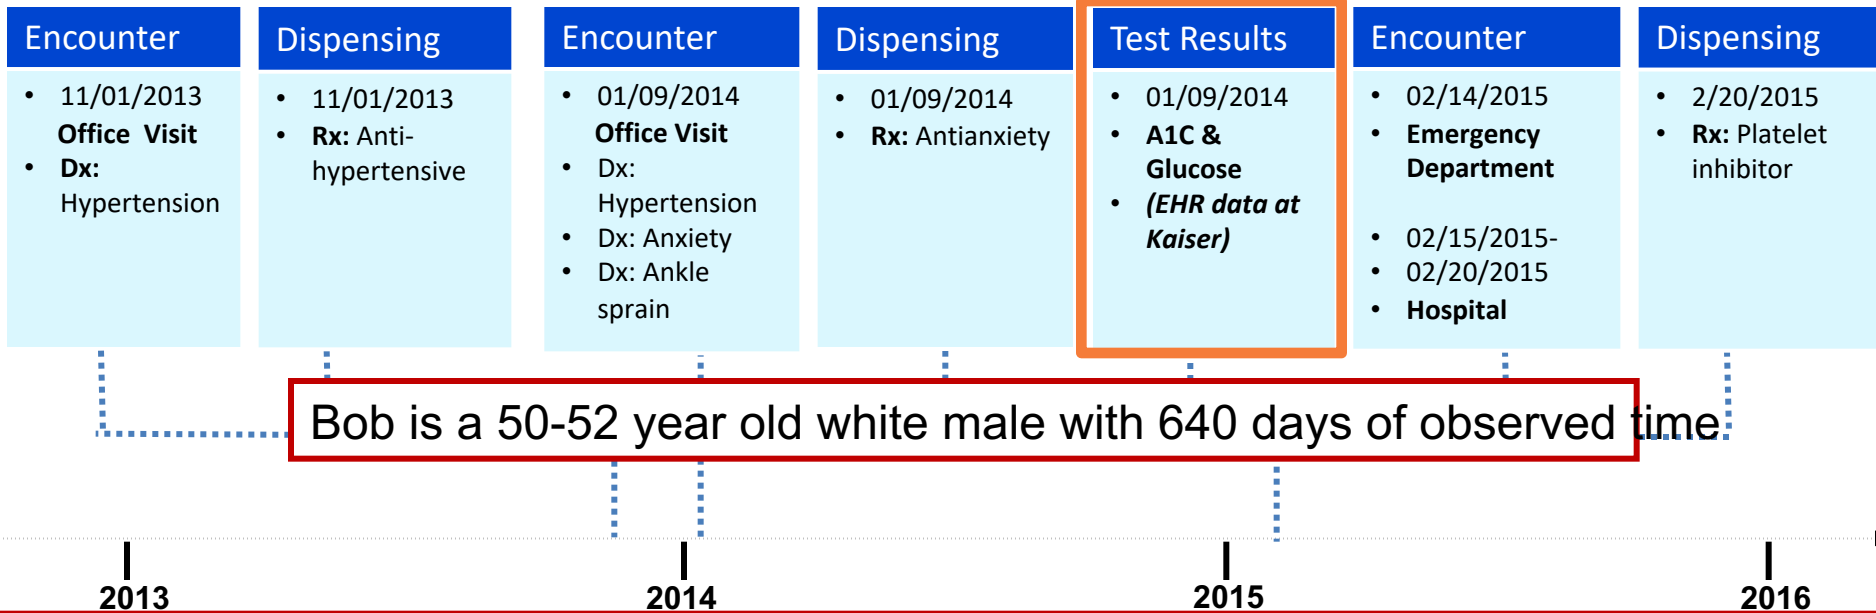 Encounter
• 11/01/2013
Office Visit
• Dx:
Hypertension
Dispensing
• 11/01/2013
• Rx: Anti-
hypertensive
Encounter
• 01/09/2014
Office Visit
• Dx:
Hypertension
• Dx: Anxiety
• Dx: Ankle
sprain
Dispensing
• 01/09/2014
• Rx: Antianxiety
Test Results
• 01/09/2014
• A1C &
Glucose
• (EHR data at
Kaiser)
Encounter
• 02/14/2015
• Emergency
Department
• 02/15/2015-
• 02/20/2015
• Hospital
Dispensing
• 2/20/2015
• Rx: Platelet
inhibitor
Bob is a 50-52 year old white male with 640 days of observed time
2013
2014
2015
2016